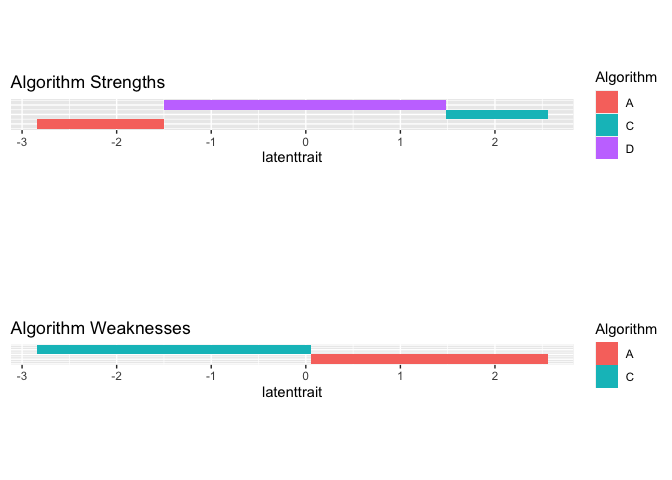 Algorithm Strengths
-3 -2 -1 0 1 2
latenttrait
Algorithm
A
C
D
Algorithm Weaknesses
-3 -2 -1 0 1 2
latenttrait
Algorithm
A
C